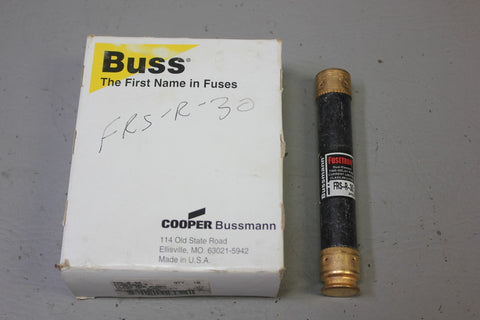 Buss®
The First Name in Fuses
FRS-R-30
COOPER Bussmann
114 Old State Road
Ellisville, MO. 63021-5942
Made in U.S.A.
BUSSMANN
FUSETRON
FRS-R-30